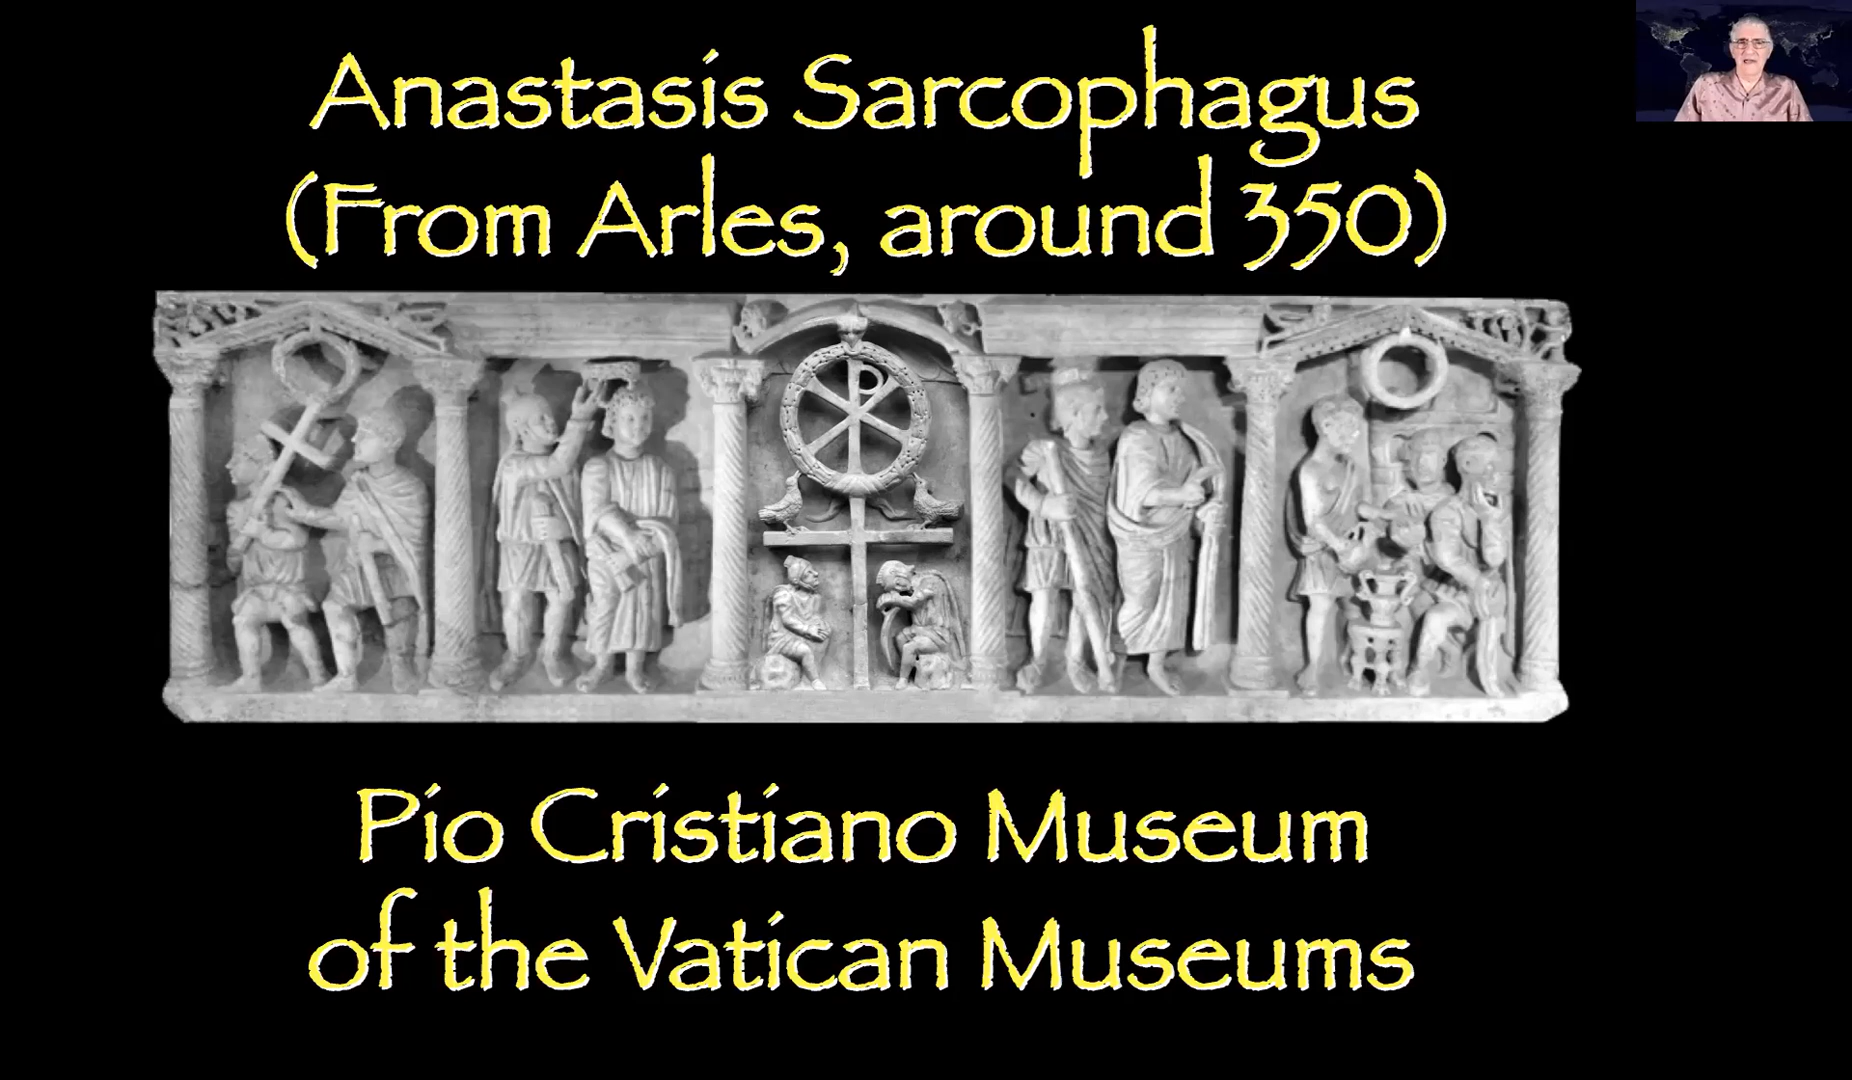 Anastasis Sarcophagus
(From Arles, around 350)
Pio Cristiano Museum
of the Vatican Museums